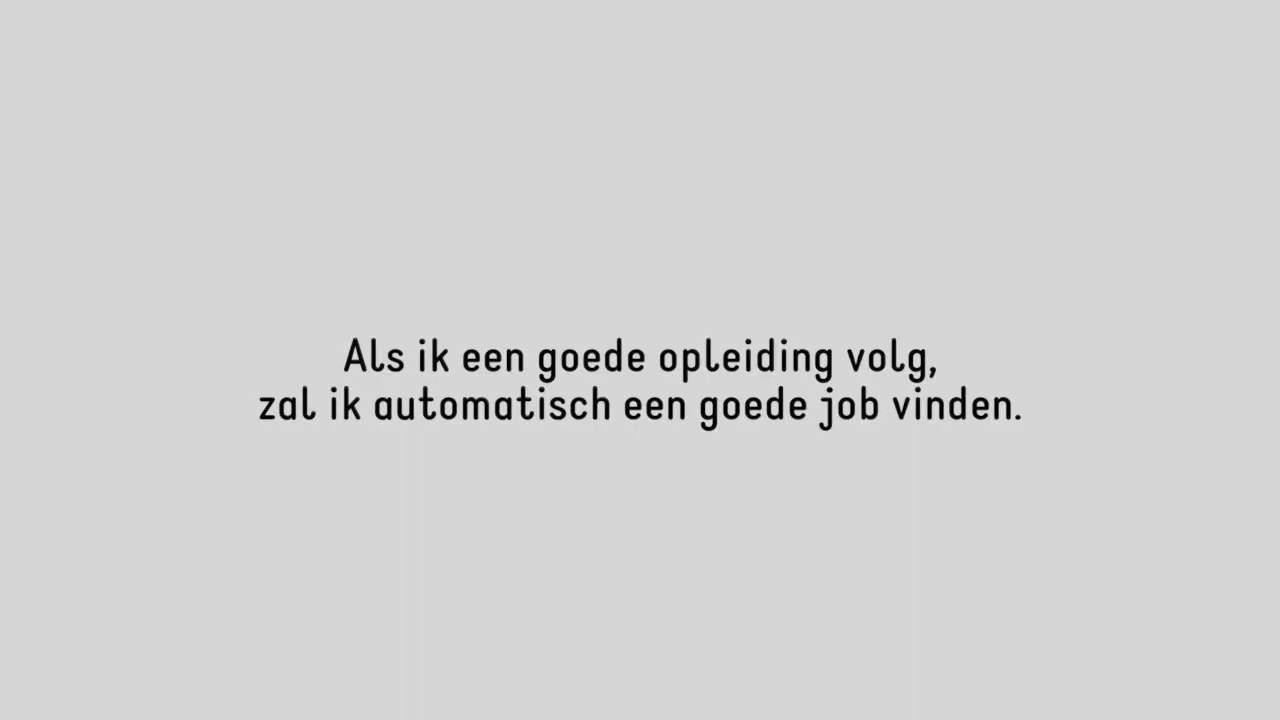 Als ik een goede opleiding volg,
zal ik automatisch een goede job vinden.